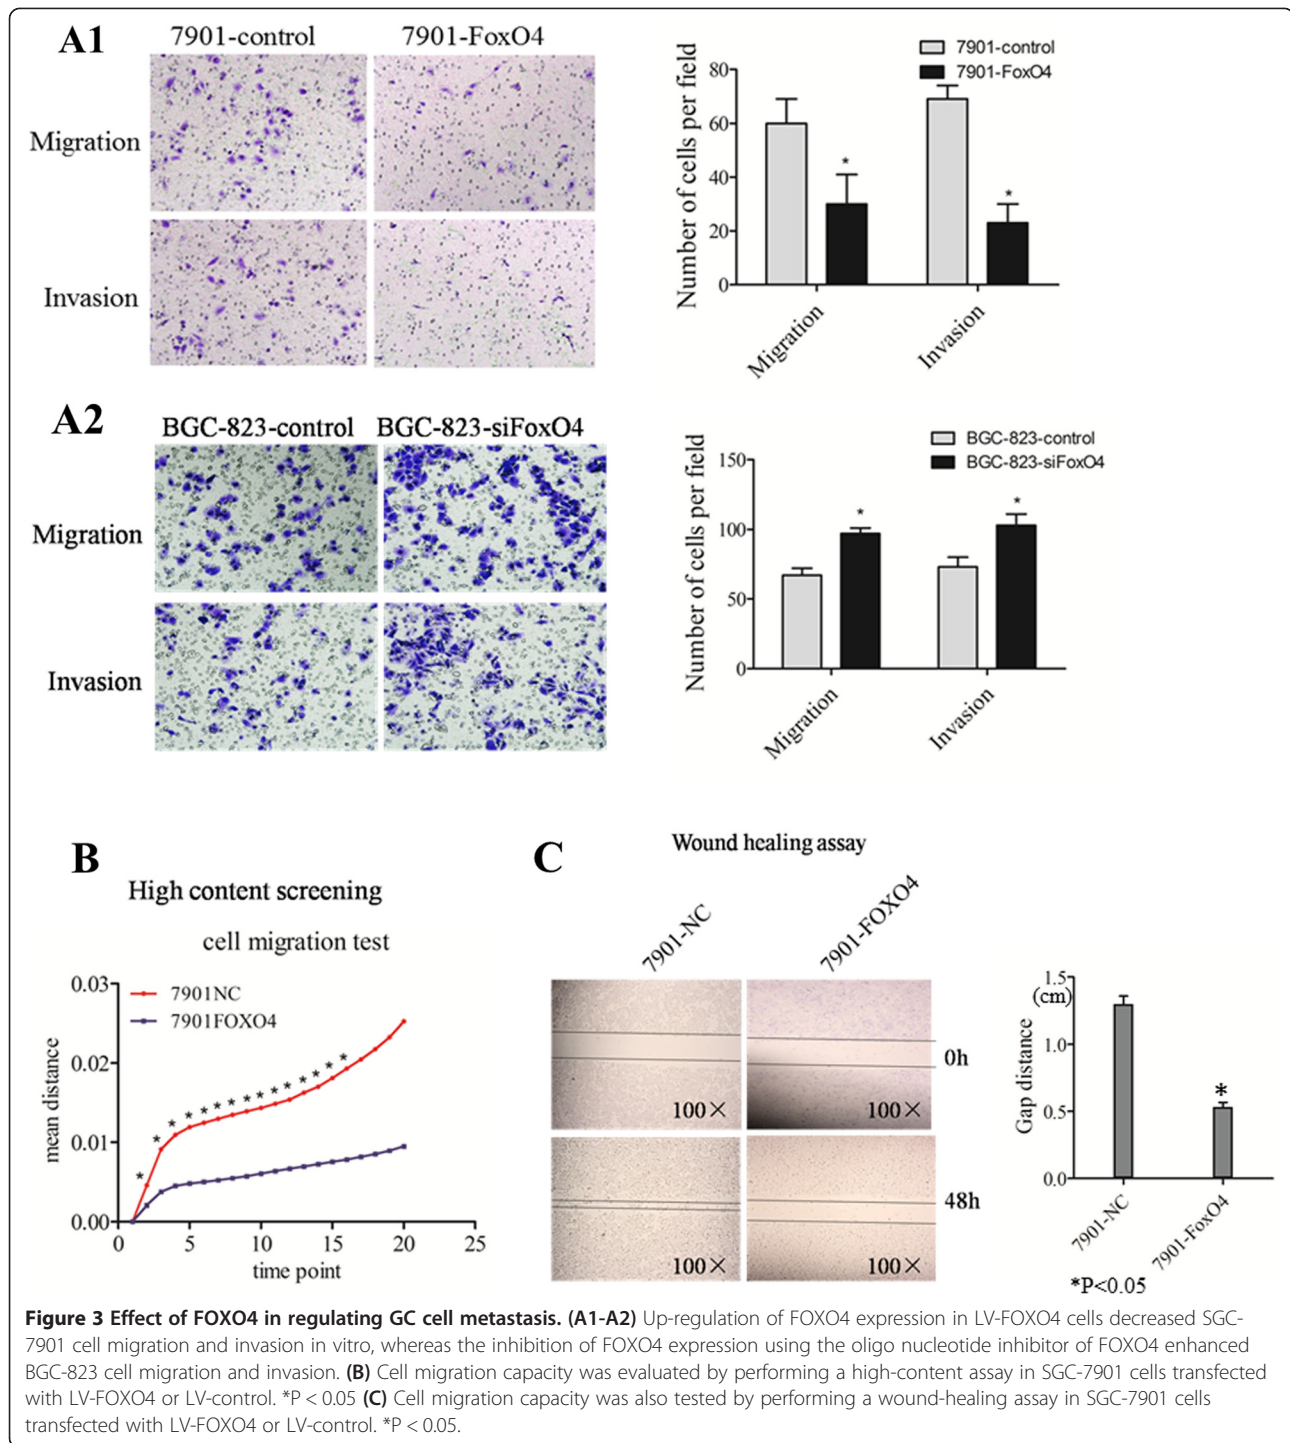 A1
7901-control 7901-FoxO4
Migration
Invasion
7901-control
7901-FoxO4
Number of cells per field
80
60
40
20
0
*
*
Migration
Invasion
A2
BGC-823-control BGC-823-siFoxO4
Migration
Invasion
BGC-823-control
BGC-823-siFoxO4
Number of cells per field
150
100
50
0
*
*
Migration
Invasion
B
High content screening
cell migration test
7901NC
7901FOXO4
mean distance
0.03
0.02
0.01
0.00
* * * * * * * * * * * * * * *
0 5 10 15 20 25
time point
C
Wound healing assay
7901-NC
7901-FOXO4
0h
100×
100×
48h
100×
100×
Gap distance
1.5
(cm)
1.0
0.5
0.0
*
7901-NC
7901-FoxO4
*P<0.05
Figure 3 Effect of FOXO4 in regulating GC cell metastasis. (A1-A2) Up-regulation of FOXO4 expression in LV-FOXO4 cells decreased SGC-
7901 cell migration and invasion in vitro, whereas the inhibition of FOXO4 expression using the oligo nucleotide inhibitor of FOXO4 enhanced
BGC-823 cell migration and invasion. (B) Cell migration capacity was evaluated by performing a high-content assay in SGC-7901 cells transfected
with LV-FOXO4 or LV-control. *P < 0.05 (C) Cell migration capacity was also tested by performing a wound-healing assay in SGC-7901 cells
transfected with LV-FOXO4 or LV-control. *P < 0.05.